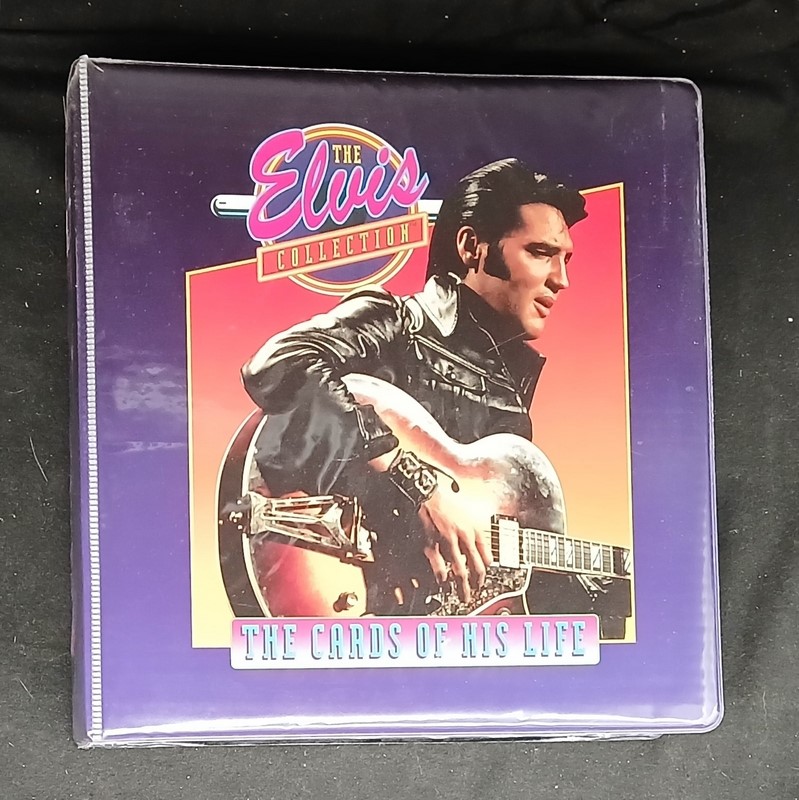 THE
Elvis
COLLECTION
THE CARDS OF HIS LIFE